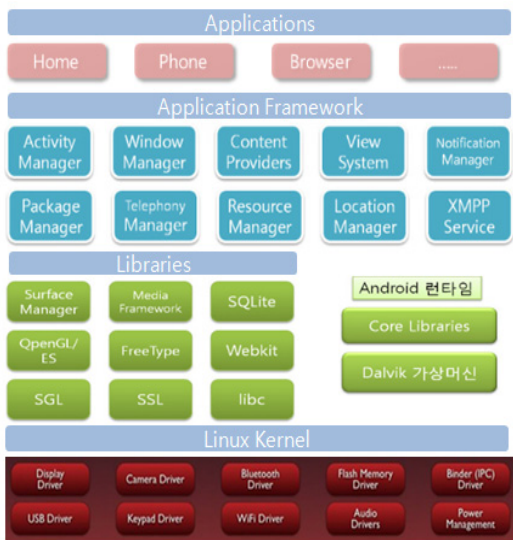 Applications
Home Phone Browser .....
Application Framework
Activity Manager
Window Manager
Content Providers
View System
Notification Manager
Package Manager
Telephony Manager
Resource Manager
Location Manager
XMPP Service
Libraries
Surface Manager
Media Framework
SQLite
QpenGL/ ES
FreeType
Webkit
SGL
SSL
libc
Android 런타임
Core Libraries
Dalvik 가상머신
Linux Kernel
Display Driver
Camera Driver
Bluetooth Driver
Flash Memory Driver
Binder (IPC) Driver
USB Driver
Keypad Driver
WiFi Driver
Audio Drivers
Power Management